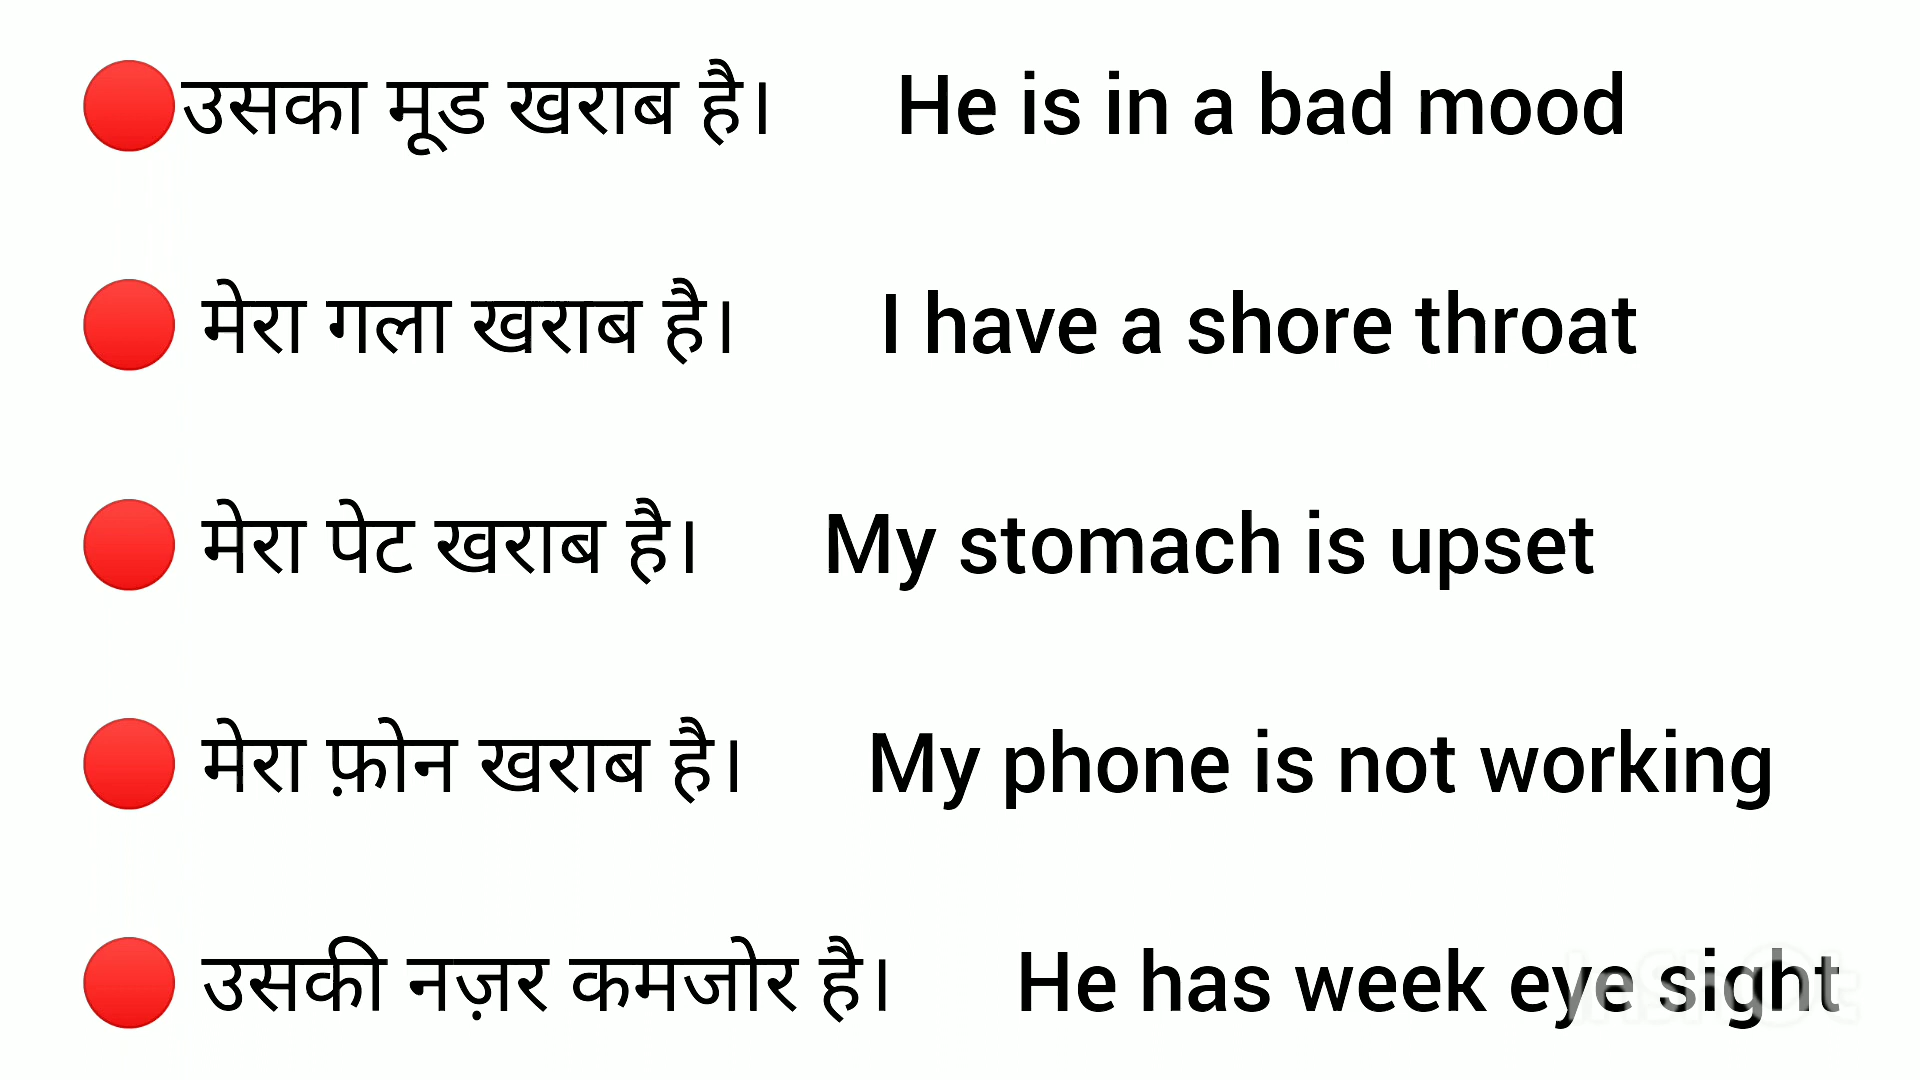 उसका मूड खराब है। He is in a bad mood
मेरा गला खराब है। I have a shore throat
मेरा पेट खराब है। My stomach is upset
मेरा फ़ोन खराब है। My phone is not working
उसकी नज़र कमजोर है। He has week eye sight
InShOt